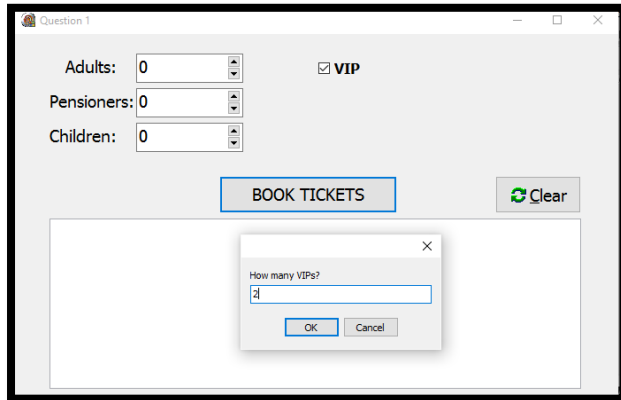 Question 1
Adults: 0
VIP
Pensioners: 0
Children: 0
BOOK TICKETS
Clear
How many VIPs?
2
OK Cancel